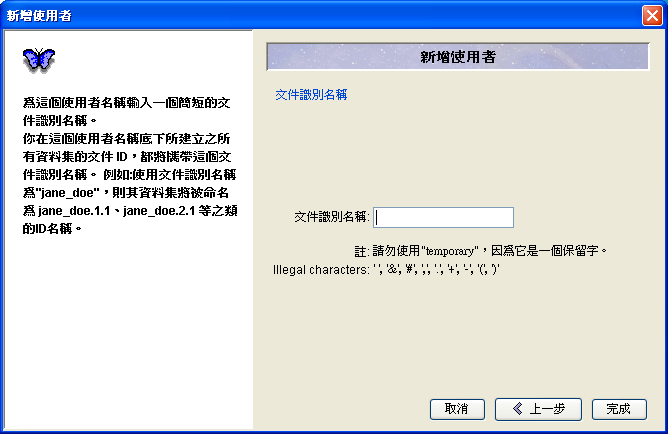 新增使用者
為這個使用者名稱輸入一個簡短的文
件識別名稱。
你在這個使用者名稱底下所建立之所
有資料集的文件 ID，都將攜帶這個文
件識別名稱。 例如:使用文件識別名稱
為"jane_doe"，則其資料集將被命名
為 jane_doe.1.1、jane_doe.2.1 等之類
的ID名稱。
新增使用者
文件識別名稱
文件識別名稱:
註: 請勿使用"temporary"，因為它是一個保留字。
Illegal characters: ' ', '&', '#', ',', '.', '+', '-', '(', ')'
取消
上一步
完成